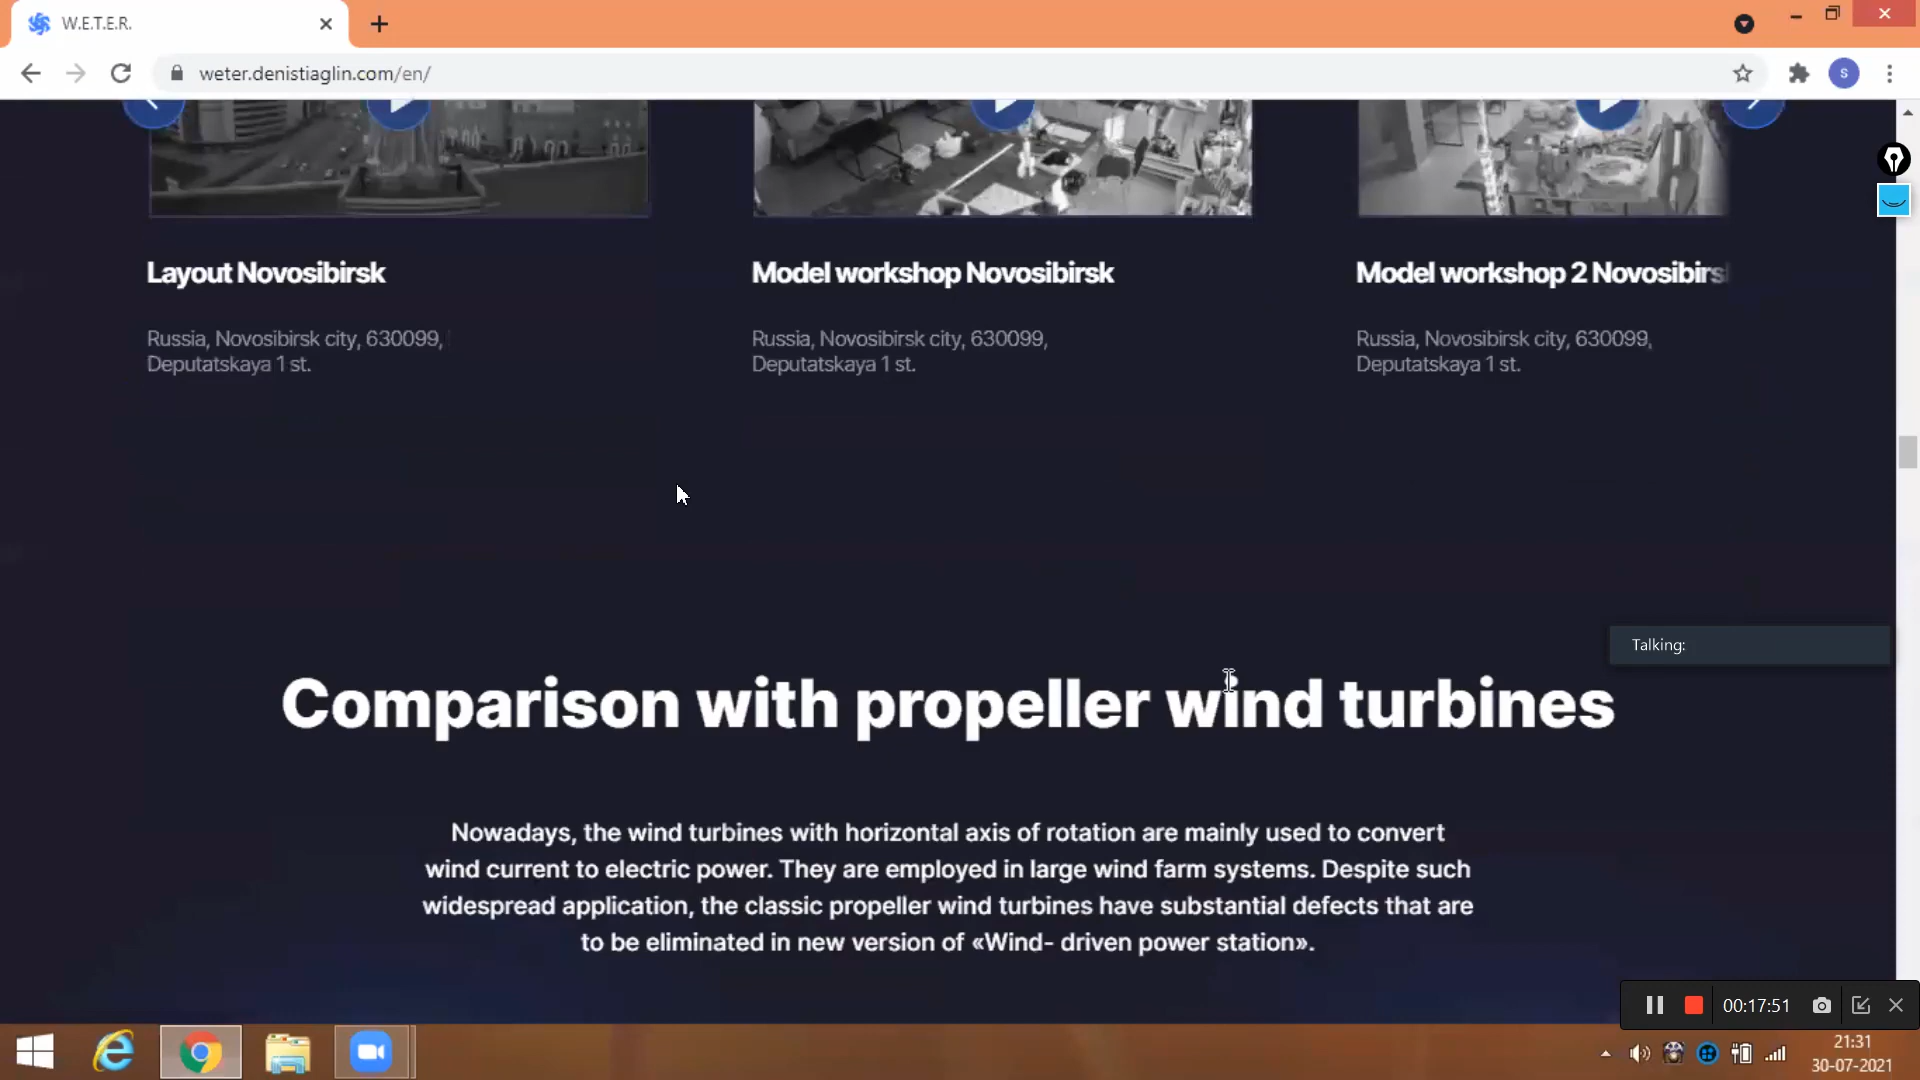 W.E.T.E.R.
weter.denistiaglin.com/en/
S
Layout Novosibirsk
Model workshop Novosibirsk
Model workshop 2 Novosibirs
Russia, Novosibirsk city, 630099,
Deputatskaya 1 st.
Russia, Novosibirsk city, 630099,
Deputatskaya 1 st.
Russia, Novosibirsk city, 630099,
Deputatskaya 1 st.
Talking:
Comparison with propeller wind turbines
Nowadays, the wind turbines with horizontal axis of rotation are mainly used to convert
wind current to electric power. They are employed in large wind farm systems. Despite such
widespread application, the classic propeller wind turbines have substantial defects that are
to be eliminated in new version of «Wind- driven power station».
00:17:51
21:31
30-07-2021